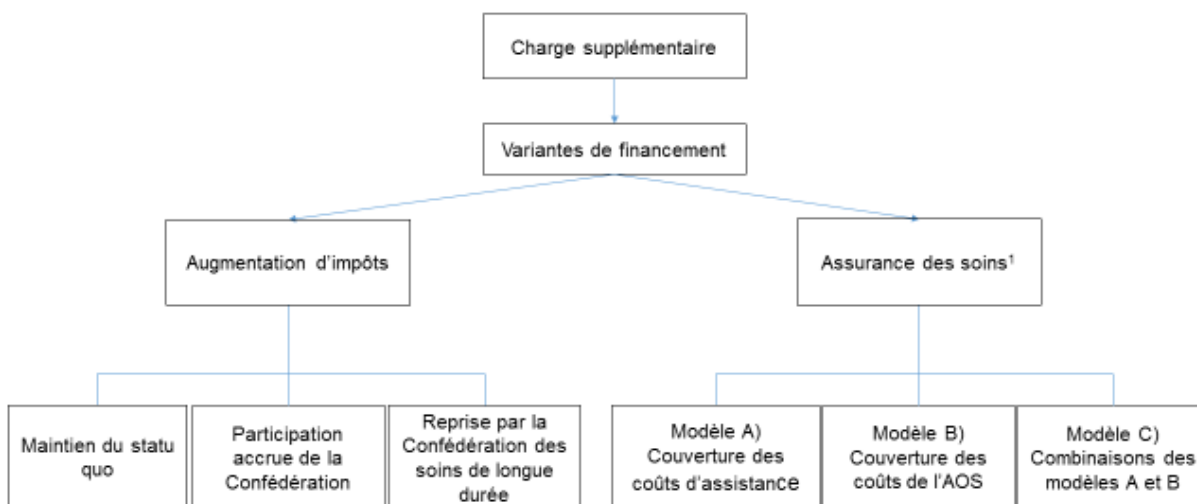 Charge supplémentaire
Variantes de financement
Augmentation d'impôts
Assurance des soins¹
Maintien du statu
quo
Participation
accrue de la
Confédération
Reprise par la
Confédération des
soins de longue
durée
Modèle A)
Couverture des
coûts d'assistance
Modèle B)
Couverture des
coûts de l'AOS
Modèle C)
Combinaisons des
modèles A et B